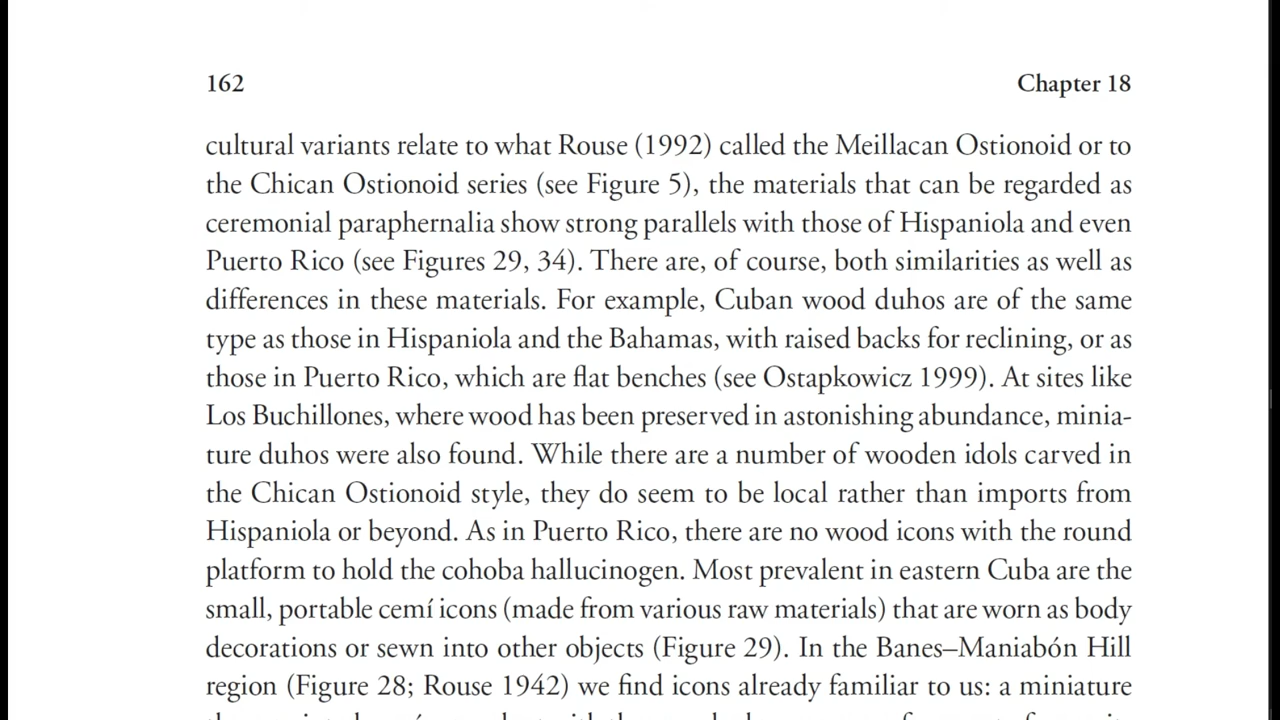 162 Chapter 18
cultural variants relate to what Rouse (1992) called the Meillacan Ostionoid or to
the Chican Ostionoid series (see Figure 5), the materials that can be regarded as
ceremonial paraphernalia show strong parallels with those of Hispaniola and even
Puerto Rico (see Figures 29, 34). There are, of course, both similarities as well as
differences in these materials. For example, Cuban wood duhos are of the same
type as those in Hispaniola and the Bahamas, with raised backs for reclining, or as
those in Puerto Rico, which are flat benches (see Ostapkowicz 1999). At sites like
Los Buchillones, where wood has been preserved in astonishing abundance, minia-
ture duhos were also found. While there are a number of wooden idols carved in
the Chican Ostionoid style, they do seem to be local rather than imports from
Hispaniola or beyond. As in Puerto Rico, there are no wood icons with the round
platform to hold the cohoba hallucinogen. Most prevalent in eastern Cuba are the
small, portable cemí icons (made from various raw materials) that are worn as body
decorations or sewn into other objects (Figure 29). In the Banes–Maniabón Hill
region (Figure 28; Rouse 1942) we find icons already familiar to us: a miniature